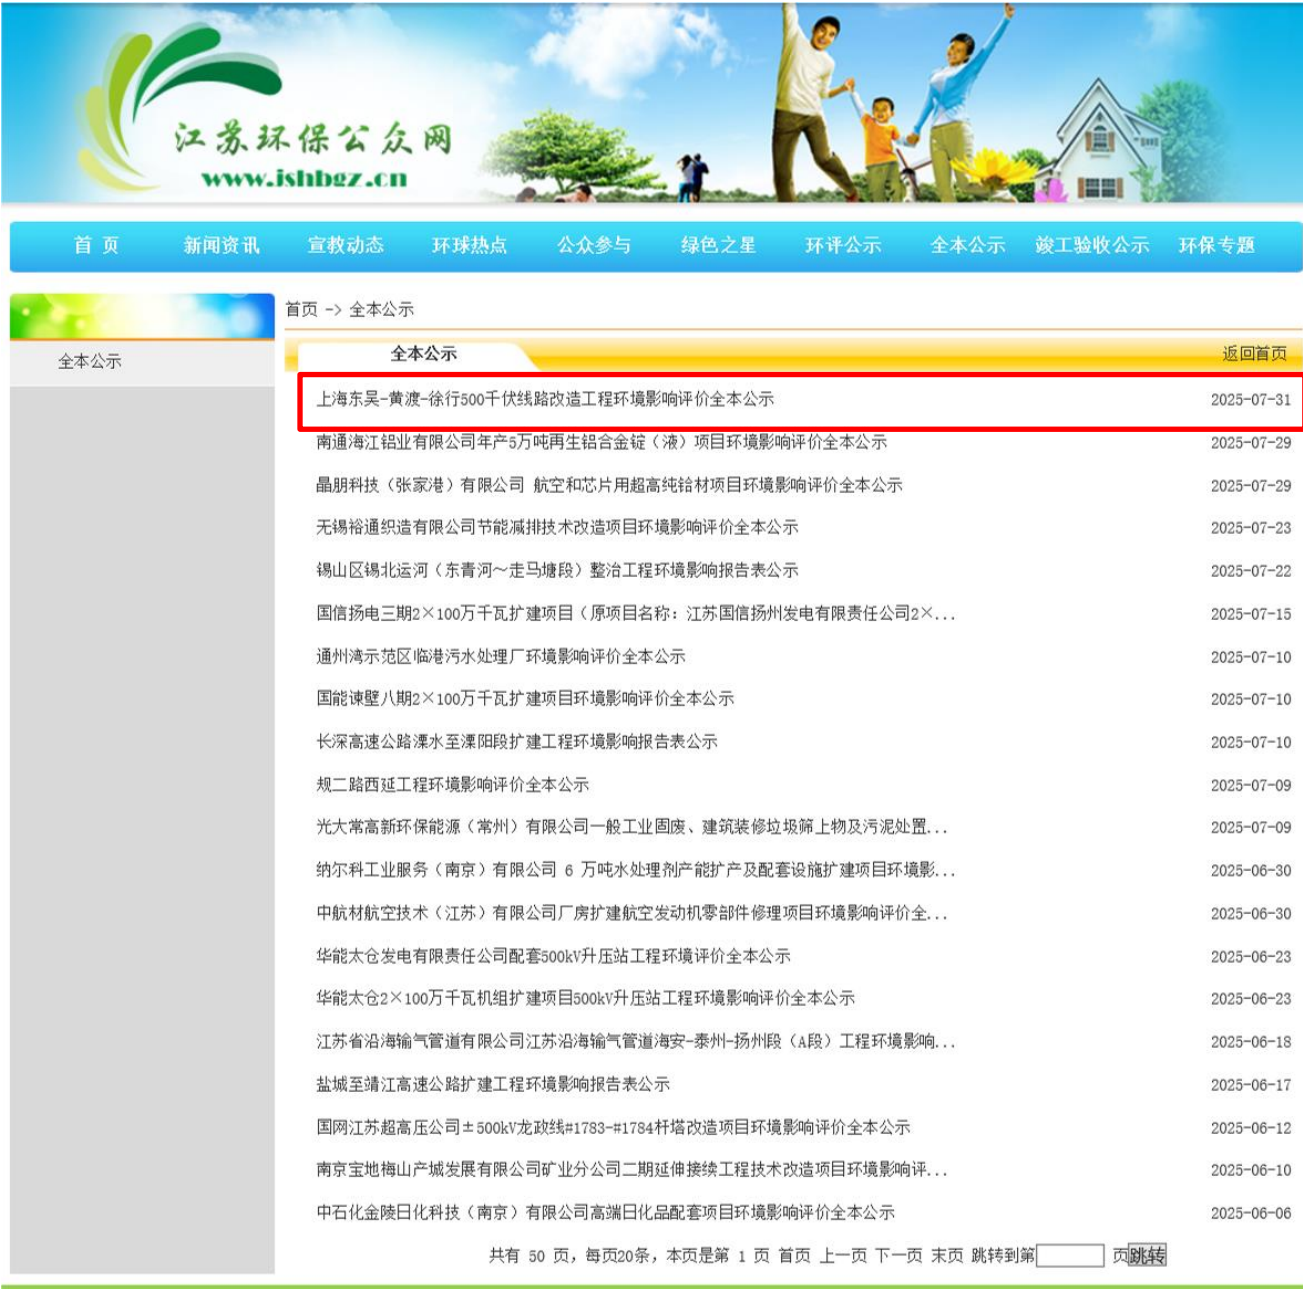 江苏环保公众网
www.jshbgz.cn
首 页 新闻资讯 宣教动态 环球热点 公众参与 绿色之星 环评公示 全本公示 竣工验收公示 环保专题
首页 -> 全本公示
全本公示
全本公示 返回首页
上海东吴-黄渡-徐行500千伏线路改造工程环境影响评价全本公示 2025-07-31
南通海江铝业有限公司年产5万吨再生铝合金锭（液）项目环境影响评价全本公示 2025-07-29
晶朋科技（张家港）有限公司 航空和芯片用超高纯铪材项目环境影响评价全本公示 2025-07-29
无锡裕通织造有限公司节能减排技术改造项目环境影响评价全本公示 2025-07-23
锡山区锡北运河（东青河～走马塘段）整治工程环境影响报告表公示 2025-07-22
国信扬电三期2×100万千瓦扩建项目（原项目名称：江苏国信扬州发电有限责任公司2×... 2025-07-15
通州湾示范区临港污水处理厂环境影响评价全本公示 2025-07-10
国能谏壁八期2×100万千瓦扩建项目环境影响评价全本公示 2025-07-10
长深高速公路溧水至溧阳段扩建工程环境影响报告表公示 2025-07-10
规二路西延工程环境影响评价全本公示 2025-07-09
光大常高新环保能源（常州）有限公司一般工业固废、建筑装修垃圾筛上物及污泥处置... 2025-07-09
纳尔科工业服务（南京）有限公司 6 万吨水处理剂产能扩产及配套设施扩建项目环境影... 2025-06-30
中航材航空技术（江苏）有限公司厂房扩建航空发动机零部件修理项目环境影响评价全... 2025-06-30
华能太仓发电有限责任公司配套500kV升压站工程环境评价全本公示 2025-06-23
华能太仓2×100万千瓦机组扩建项目500kV升压站工程环境影响评价全本公示 2025-06-23
江苏省沿海输气管道有限公司江苏沿海输气管道海安-泰州-扬州段（A段）工程环境影响... 2025-06-18
盐城至靖江高速公路扩建工程环境影响报告表公示 2025-06-17
国网江苏超高压公司±500kV龙政线#1783-#1784杆塔改造项目环境影响评价全本公示 2025-06-12
南京宝地梅山产城发展有限公司矿业分公司二期延伸接续工程技术改造项目环境影响评... 2025-06-10
中石化金陵日化科技（南京）有限公司高端日化品配套项目环境影响评价全本公示 2025-06-06
共有 50 页，每页20条，本页是第 1 页 首页 上一页 下一页 末页 跳转到第 页 跳转